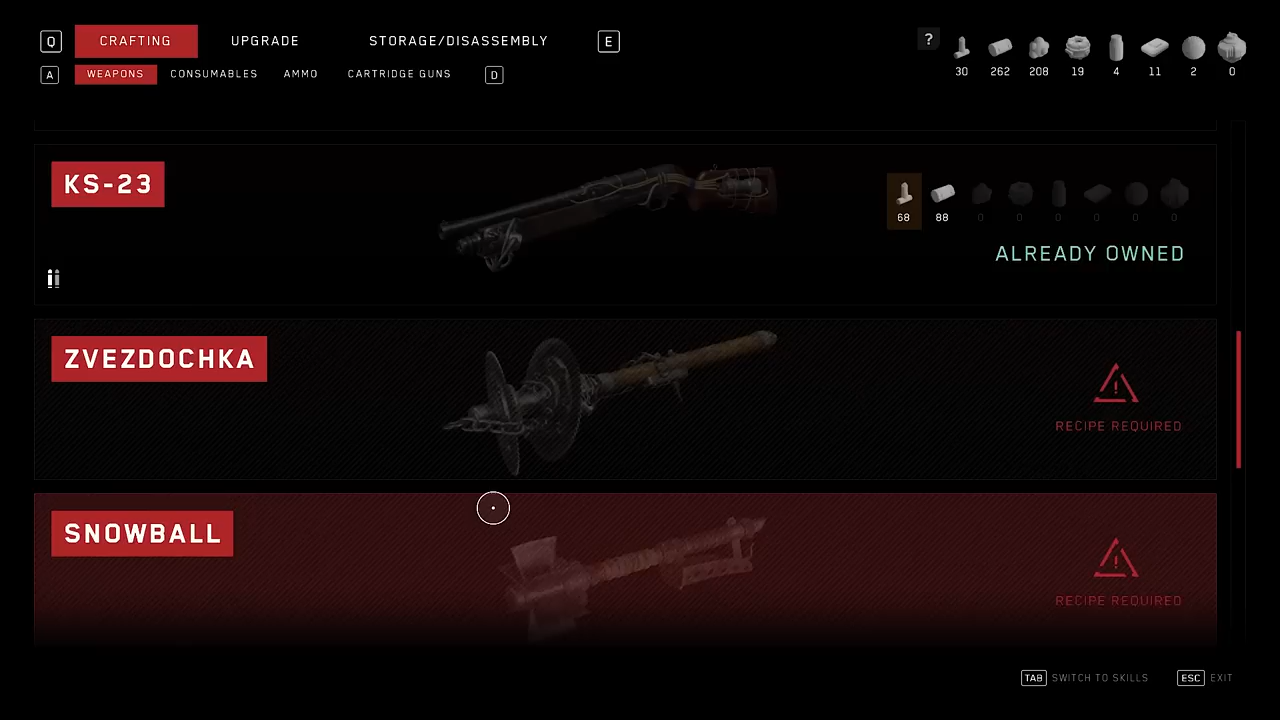 Q CRAFTING UPGRADE STORAGE/DISASSEMBLY E ?
A WEAPONS CONSUMABLES AMMO CARTRIDGE GUNS D
30 262 208 19 4 11 2 0
KS-23
68 88 0 0 0 0 0 0
ALREADY OWNED
ZVEZDOCHKA
RECIPE REQUIRED
SNOWBALL
RECIPE REQUIRED
TAB SWITCH TO SKILLS ESC EXIT